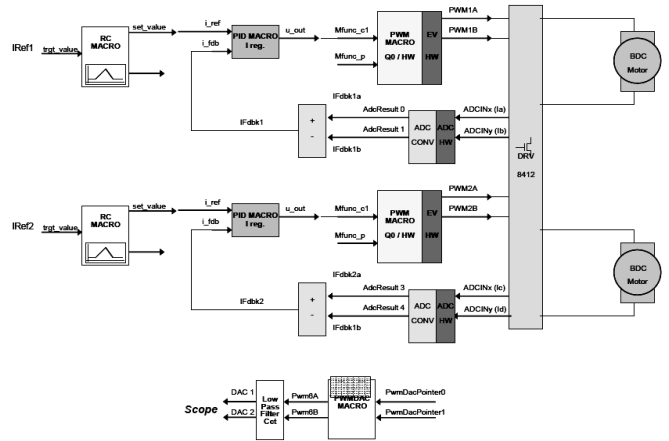 IRef1
trgt_value
RC
MACRO
set_value
i_ref
i_fdb
PID MACRO
I reg.
u_out
Mfunc_c1
Mfunc_p
PWM
MACRO
Q0 / HW
EV
HW
PWM1A
PWM1B
BDC
Motor
IFdbk1
+
-
IFdbk1a
AdcResult 0
AdcResult 1
IFdbk1b
ADC
CONV
ADC
HW
ADCINx (Ia)
ADCINy (Ib)
DRV
8412
IRef2
trgt_value
RC
MACRO
set_value
i_ref
i_fdb
PID MACRO
I reg.
u_out
Mfunc_c1
Mfunc_p
PWM
MACRO
Q0 / HW
EV
HW
PWM2A
PWM2B
BDC
Motor
IFdbk2
+
-
IFdbk2a
AdcResult 3
AdcResult 4
IFdbk1b
ADC
CONV
ADC
HW
ADCINx (Ic)
ADCINy (Id)
Scope
DAC 1
DAC 2
Low
Pass
Filter
Cct
Pwm6A
Pwm6B
PWMDAC
MACRO
PwmDacPointer0
PwmDacPointer1